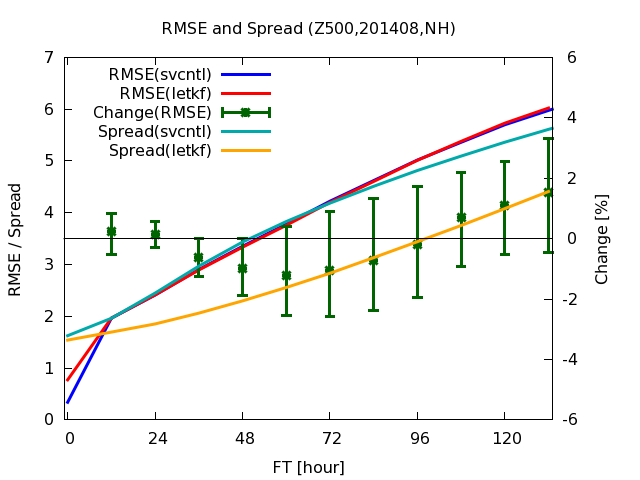 RMSE and Spread (Z500,201408,NH)
RMSE(svcntl)
RMSE(letkf)
Change(RMSE)
Spread(svcntl)
Spread(letkf)
RMSE / Spread
7
6
5
4
3
2
1
0
Change [%]
6
4
2
0
-2
-4
-6
0 24 48 72 96 120
FT [hour]